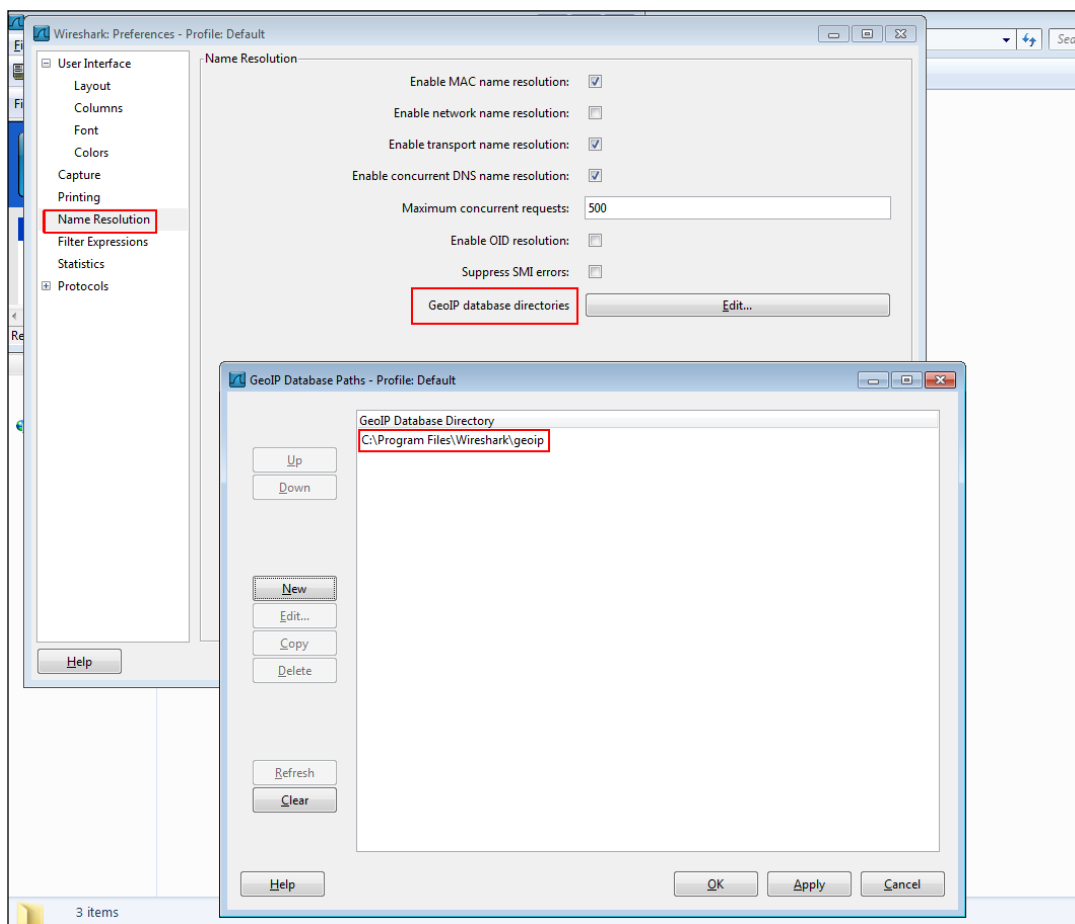 Wireshark: Preferences - Profile: Default
Fi
Sea
User Interface
Layout
Columns
Font
Colors
Capture
Printing
Name Resolution
Filter Expressions
Statistics
Protocols
Fi
Re
Name Resolution
Enable MAC name resolution:
Enable network name resolution:
Enable transport name resolution:
Enable concurrent DNS name resolution:
Maximum concurrent requests: 500
Enable OID resolution:
Suppress SMI errors:
GeoIP database directories Edit...
Help
GeoIP Database Paths - Profile: Default
GeoIP Database Directory
C:\Program Files\Wireshark\geoip
Up
Down
New
Edit...
Copy
Delete
Refresh
Clear
Help
OK Apply Cancel
3 items